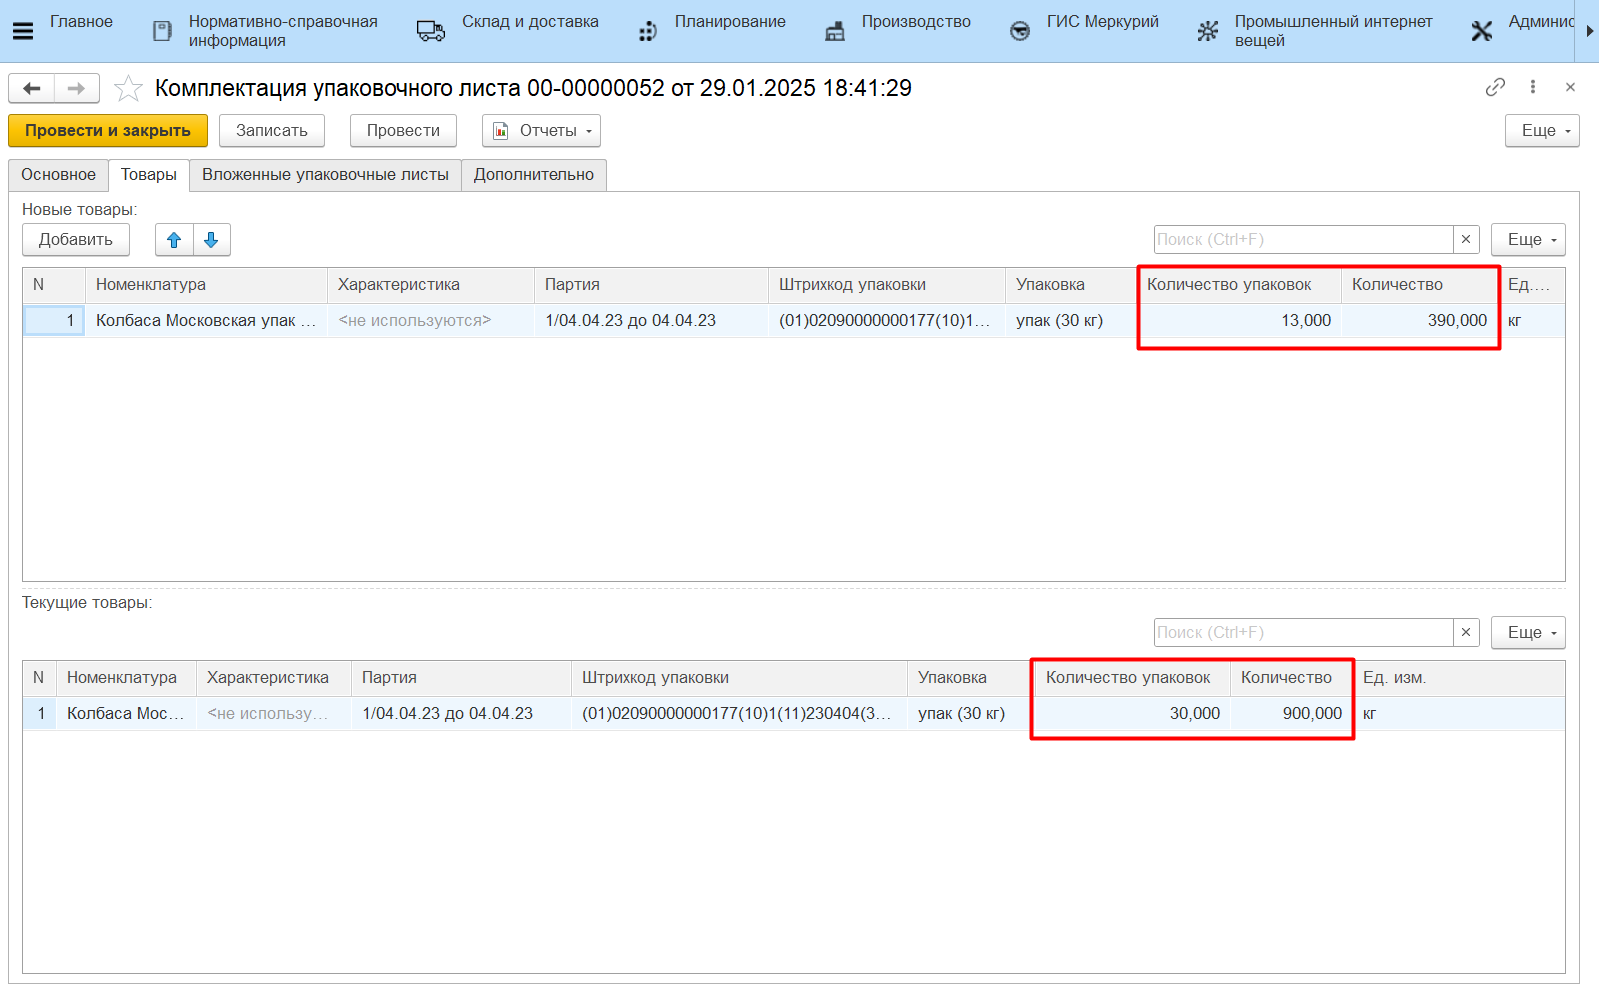 Главное
Нормативно-справочная
информация
Склад и доставка
Планирование
Производство
ГИС Меркурий
Промышленный интернет
вещей
Админис
Комплектация упаковочного листа 00-00000052 от 29.01.2025 18:41:29
Провести и закрыть
Записать
Провести
Отчеты
Еще
Основное
Товары
Вложенные упаковочные листы
Дополнительно
Новые товары:
Добавить
Поиск (Ctrl+F)
Еще
N Номенклатура Характеристика Партия Штрихкод упаковки Упаковка Количество упаковок Количество Ед....
1 Колбаса Московская упак ... <не используются> 1/04.04.23 до 04.04.23 (01)02090000000177(10)1... упак (30 кг) 13,000 390,000 кг
Текущие товары:
Поиск (Ctrl+F)
Еще
N Номенклатура Характеристика Партия Штрихкод упаковки Упаковка Количество упаковок Количество Ед. изм.
1 Колбаса Мос... <не использу... 1/04.04.23 до 04.04.23 (01)02090000000177(10)1(11)230404(3... упак (30 кг) 30,000 900,000 кг